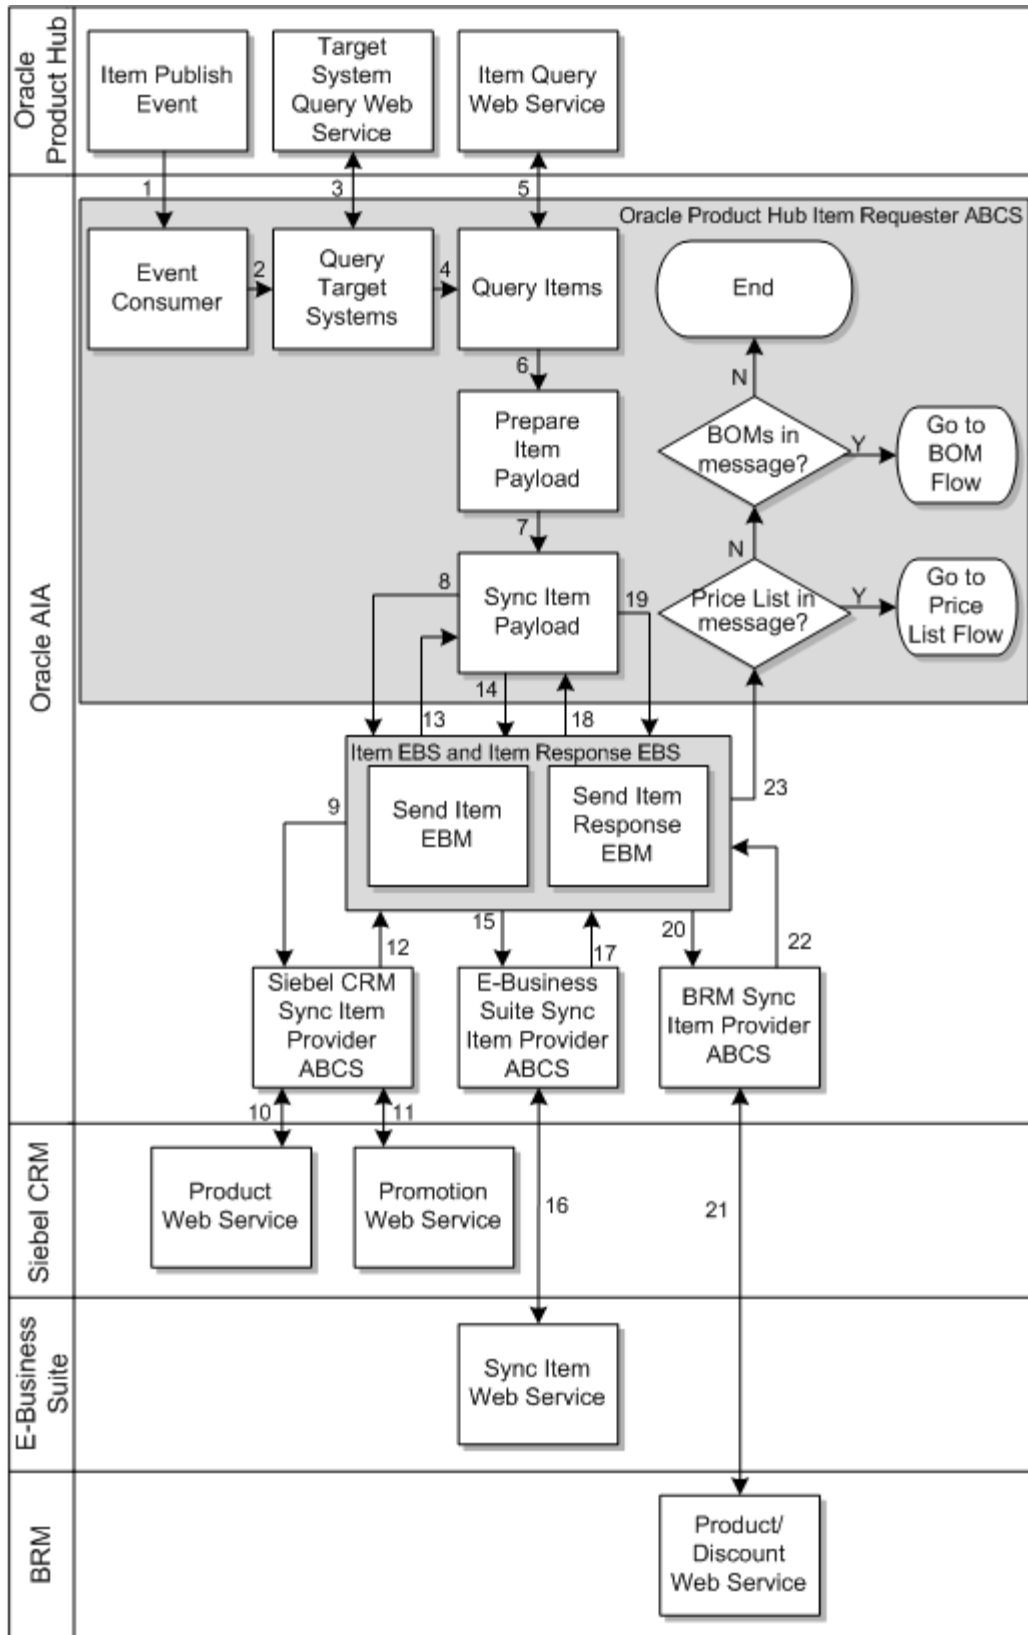 Oracle
Product Hub
Item Publish
Event
Target
System
Query Web
Service
Item Query
Web Service
1
3
5
Oracle AIA
Oracle Product Hub Item Requester ABCS
Event
Consumer
2
Query
Target
Systems
4
Query Items
End
6
N
Prepare
Item
Payload
BOMs in
message?
Y
Go to
BOM
Flow
7
N
8
Sync Item
Payload
19
Price List in
message?
Y
Go to
Price
List Flow
14
13
18
Item EBS and Item Response EBS
Send Item
EBM
Send Item
Response
EBM
23
9
12
15
17
20
22
Siebel CRM
Sync Item
Provider
ABCS
E-Business
Suite Sync
Item Provider
ABCS
BRM Sync
Item Provider
ABCS
10
11
Siebel CRM
Product
Web Service
Promotion
Web Service
16
21
E-Business
Suite
Sync Item
Web Service
BRM
Product/
Discount
Web Service